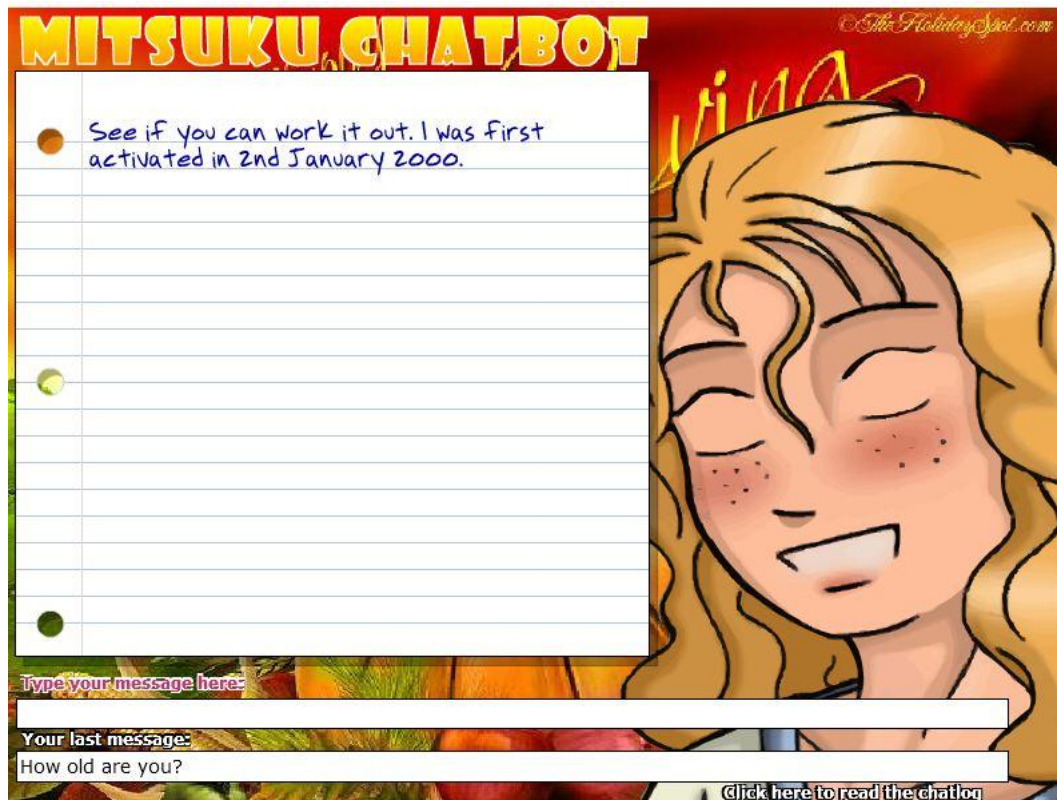 MITSUKU CHATBOT
©TheHolidaySpot.com
See if you can work it out. I was first
activated in 2nd January 2000.
Type your message here:
Your last message:
How old are you?
Click here to read the chatlog